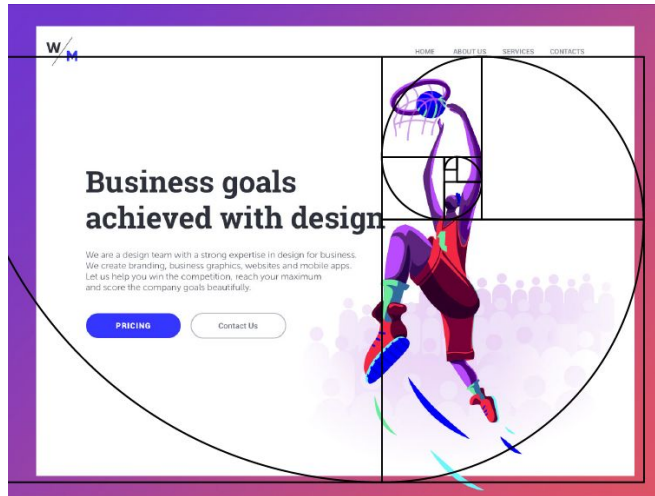 W/M
HOME ABOUT US SERVICES CONTACTS
Business goals
achieved with design
We are a design team with a strong expertise in design for business.
We create branding, business graphics, websites and mobile apps.
Let us help you win the competition, reach your maximum
and score the company goals beautifully.
PRICING Contact Us